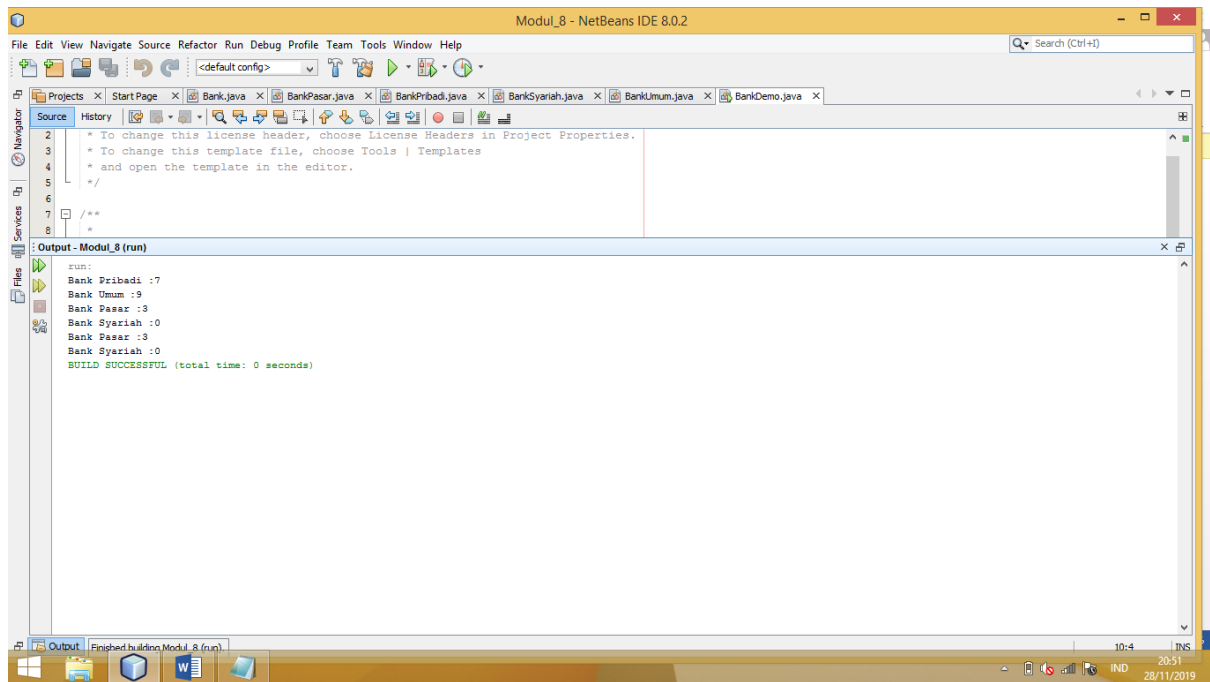 Modul_8 - NetBeans IDE 8.0.2
File Edit View Navigate Source Refactor Run Debug Profile Team Tools Window Help
Search (Ctrl+I)
<default config>
Projects Start Page Bank.java BankPasar.java BankPribadi.java BankSyariah.java BankUmum.java BankDemo.java
Navigator
Services
Files
Source History
2 * To change this license header, choose License Headers in Project Properties.
3 * To change this template file, choose Tools | Templates
4 * and open the template in the editor.
5 */
6
7 /**
8 *
Output - Modul_8 (run)
run:
Bank Pribadi :7
Bank Umum :9
Bank Pasar :3
Bank Syariah :0
Bank Pasar :3
Bank Syariah :0
BUILD SUCCESSFUL (total time: 0 seconds)
Output Finished building Modul_8 (run).
10:4 INS
IND
20:51
28/11/2019